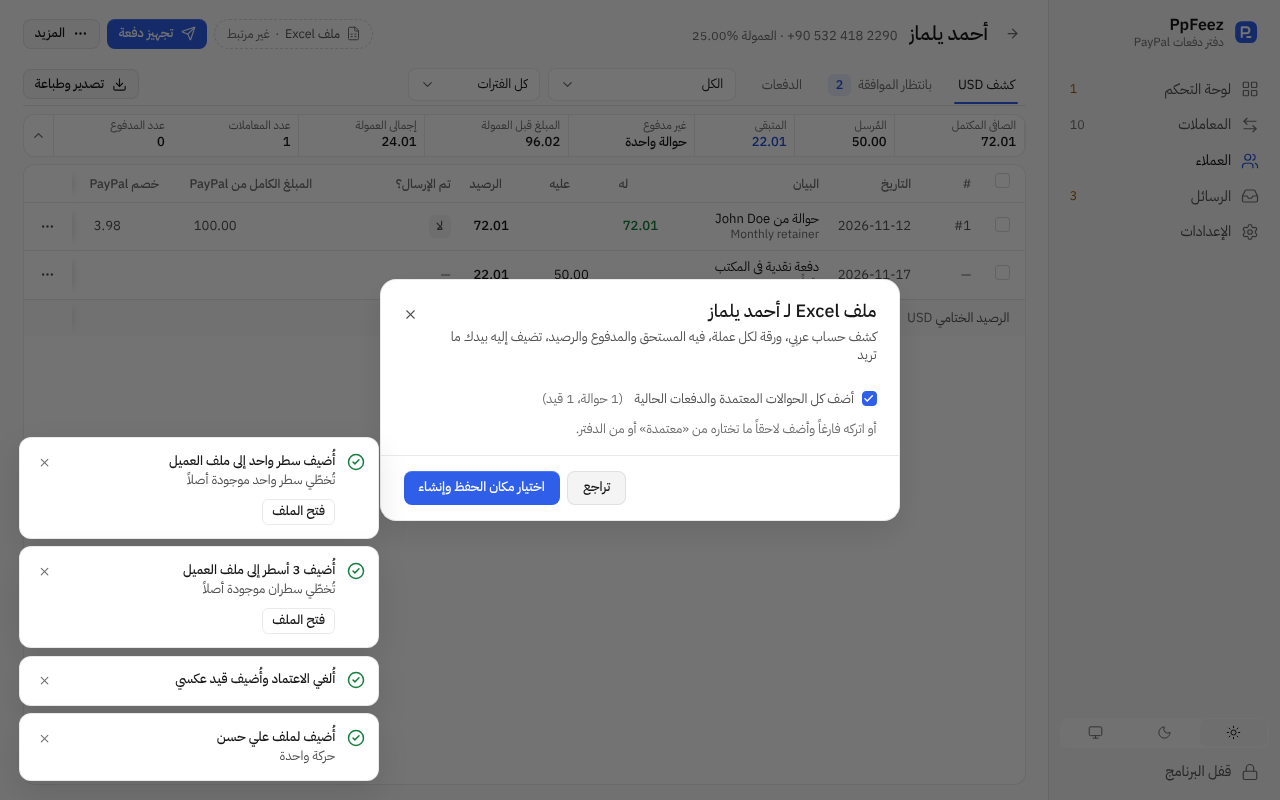 PpFeez
دفتر دفعات PayPal
لوحة التحكم 1
المعاملات 10
العملاء
الرسائل 3
الإعدادات
قفل البرنامج
أحمد يلماز
+90 532 418 2290 · العمولة 25.00%
ملف Excel · غير مرتبط
تجهيز دفعة
المزيد
كشف USD
بانتظار الموافقة 2
الدفعات
الكل
كل الفترات
تصدير وطباعة
الصافي المكتمل
72.01
المُرسل
50.00
المتبقي
22.01
غير مدفوع
حوالة واحدة
المبلغ قبل العمولة
96.02
إجمالي العمولة
24.01
عدد المعاملات
1
عدد المدفوع
0
# التاريخ البيان له عليه الرصيد تم الإرسال؟ المبلغ الكامل من PayPal خصم PayPal
#1 2026-11-12 حوالة من John Doe 72.01 72.01 لا 100.00 3.98
Monthly retainer
— 2026-11-17 دفعة نقدية في المكتب 50.00 22.01 —
الرصيد الختامي USD
ملف Excel لـ أحمد يلماز
كشف حساب عربي، ورقة لكل عملة، فيه المستحق والمدفوع والرصيد، تضيف إليه بيدك ما
تريد
أضف كل الحوالات المعتمدة والدفعات الحالية (1 حوالة، 1 قيد)
أو اتركه فارغاً وأضف لاحقاً ما تختاره من «معتمدة» أو من الدفتر.
تراجع
اختيار مكان الحفظ وإنشاء
أُضيف سطر واحد إلى ملف العميل
تُخطّي سطر واحد موجودة أصلاً
فتح الملف
أُضيف 3 أسطر إلى ملف العميل
تُخطّي سطران موجودة أصلاً
فتح الملف
أُلغي الاعتماد وأُضيف قيد عكسي
أُضيف لملف علي حسن
حركة واحدة